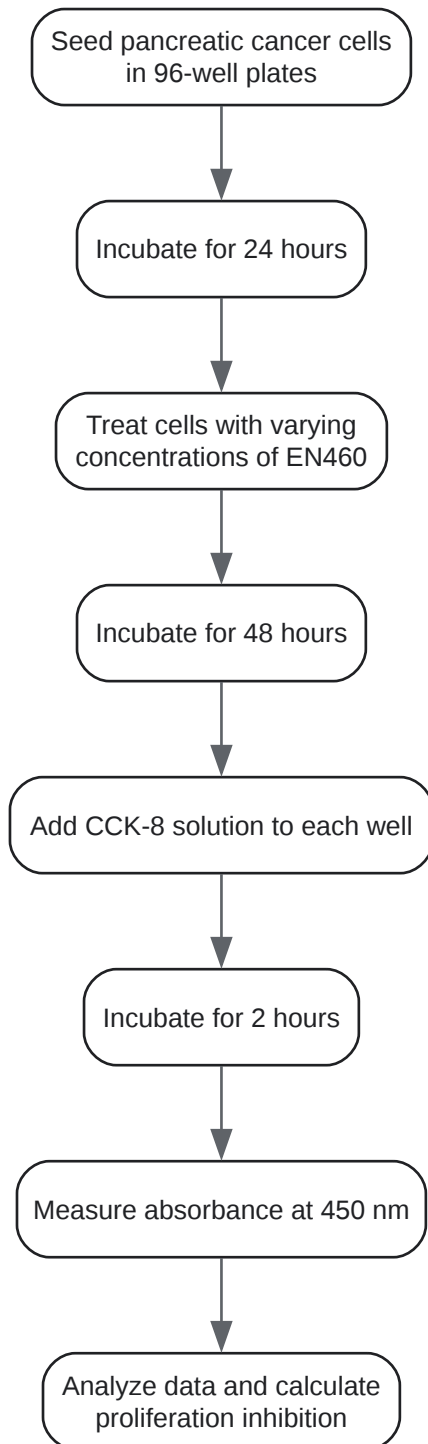 Seed pancreatic cancer cells
in 96-well plates
Incubate for 24 hours
Treat cells with varying
concentrations of EN460
Incubate for 48 hours
Add CCK-8 solution to each well
Incubate for 2 hours
Measure absorbance at 450 nm
Analyze data and calculate
proliferation inhibition